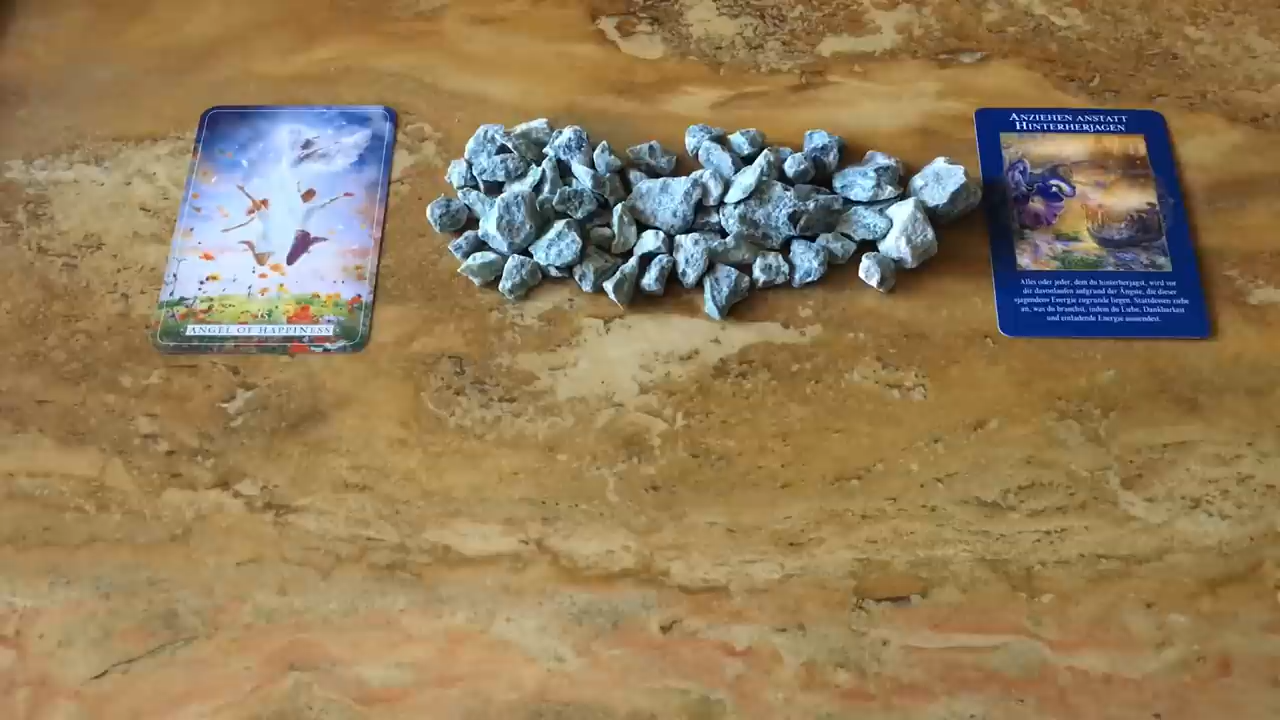 ANGEL OF HAPPINESS
ANZIEHEN ANSTATT
HINTERHERJAGEN
Alles oder jeder, dem du hinterherjagst, wird vor
dir davonlaufen aufgrund der Ängste, die dieser
»jagenden« Energie zugrunde liegen. Stattdessen ziehe
an, was du brauchst, indem du Liebe, Dankbarkeit
und einladende Energie aussendest.